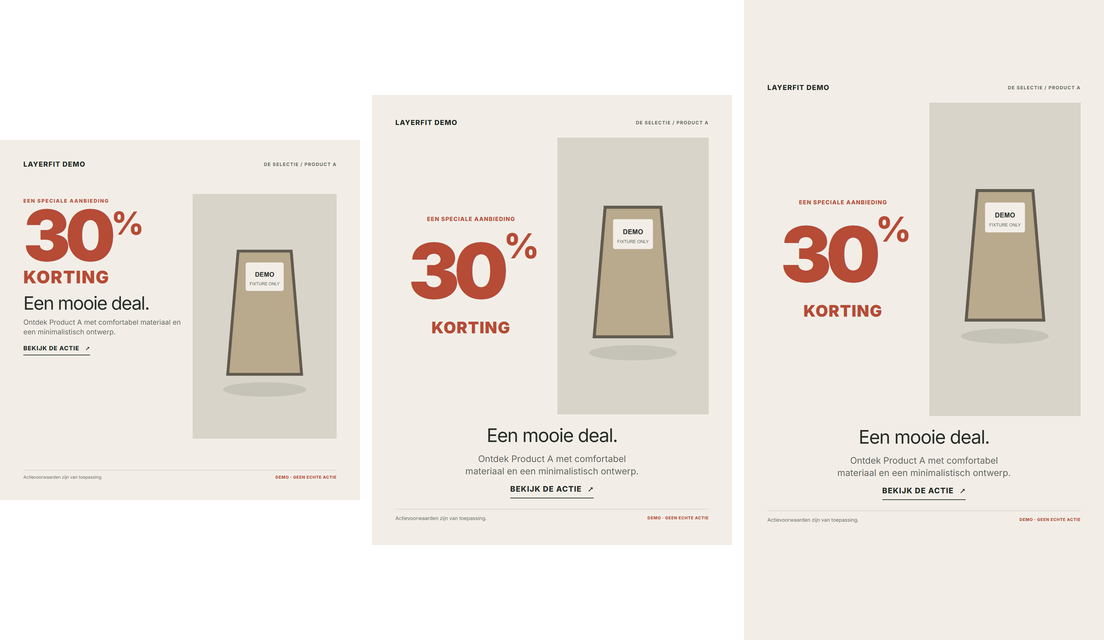 LAYERFIT DEMO
DE SELECTIE / PRODUCT A
EEN SPECIALE AANBIEDING
30%
KORTING
Een mooie deal.
Ontdek Product A met comfortabel materiaal en
een minimalistisch ontwerp.
BEKIJK DE ACTIE ↗
DEMO
FIXTURE ONLY
Actievoorwaarden zijn van toepassing.
DEMO · GEEN ECHTE ACTIE
LAYERFIT DEMO
DE SELECTIE / PRODUCT A
EEN SPECIALE AANBIEDING
30%
KORTING
DEMO
FIXTURE ONLY
Een mooie deal.
Ontdek Product A met comfortabel
materiaal en een minimalistisch ontwerp.
BEKIJK DE ACTIE ↗
Actievoorwaarden zijn van toepassing.
DEMO · GEEN ECHTE ACTIE
LAYERFIT DEMO
DE SELECTIE / PRODUCT A
EEN SPECIALE AANBIEDING
30%
KORTING
DEMO
FIXTURE ONLY
Een mooie deal.
Ontdek Product A met comfortabel
materiaal en een minimalistisch ontwerp.
BEKIJK DE ACTIE ↗
Actievoorwaarden zijn van toepassing.
DEMO · GEEN ECHTE ACTIE